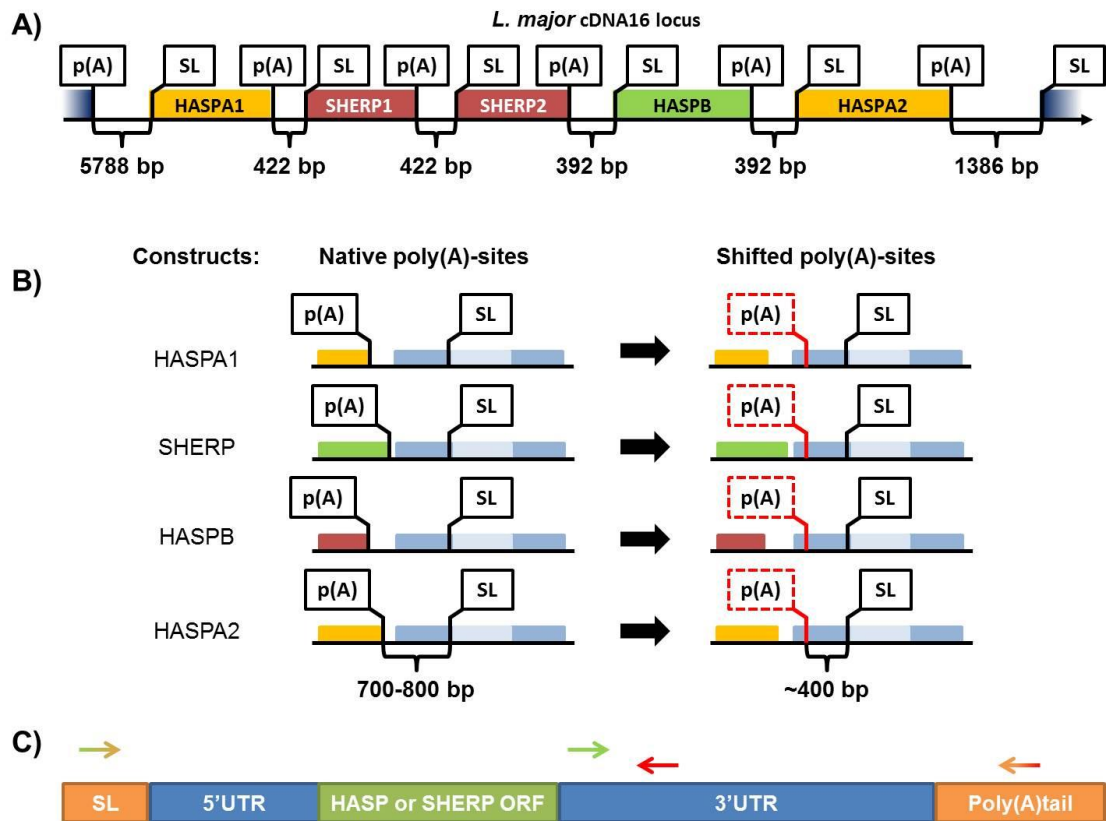 A)
L. major cDNA16 locus
p(A) SL p(A) SL p(A) SL p(A) SL p(A) SL p(A) SL
HASPA1 SHERP1 SHERP2 HASPB HASPA2
5788 bp 422 bp 422 bp 392 bp 392 bp 1386 bp
Constructs: Native poly(A)-sites Shifted poly(A)-sites
B)
p(A) SL p(A) SL
HASPA1
p(A) SL p(A) SL
SHERP
p(A) SL p(A) SL
HASPB
p(A) SL p(A) SL
HASPA2
700-800 bp ~400 bp
C)
SL 5'UTR HASP or SHERP ORF 3'UTR Poly(A)tail